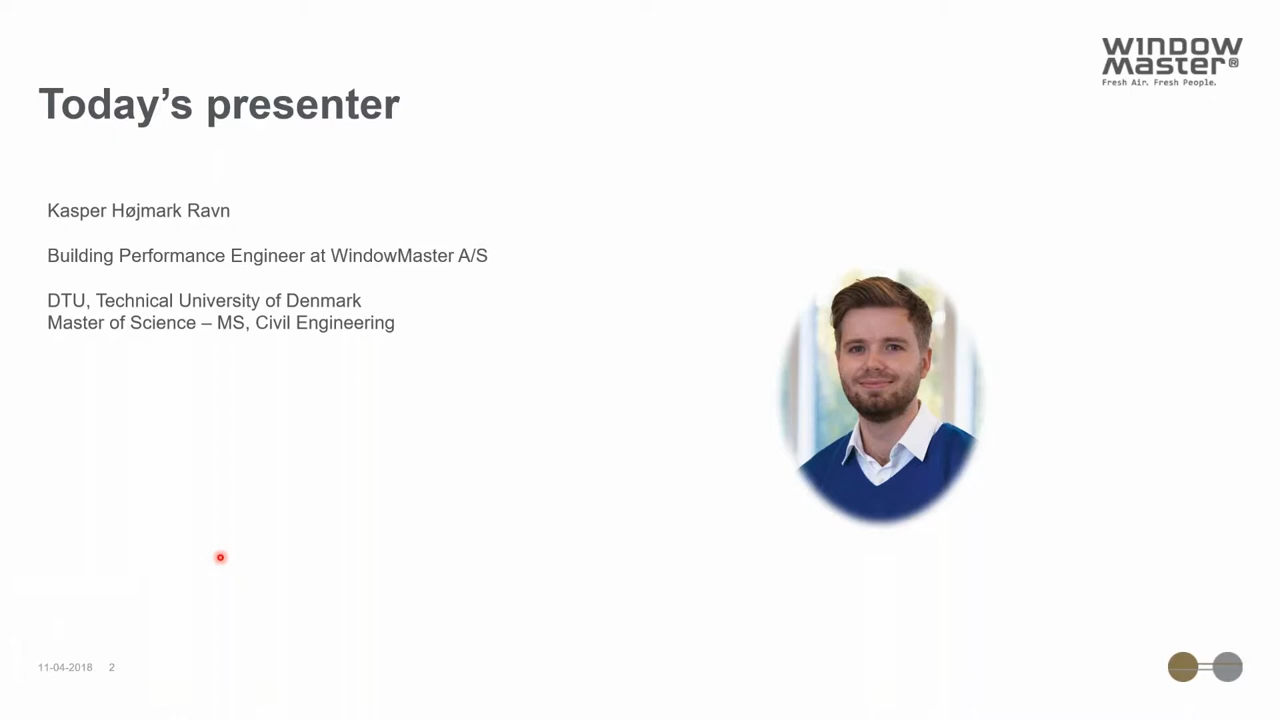 WINDOW
Master®
Fresh Air. Fresh People.
Today's presenter
Kasper Højmark Ravn
Building Performance Engineer at WindowMaster A/S
DTU, Technical University of Denmark
Master of Science – MS, Civil Engineering
11-04-2018 2